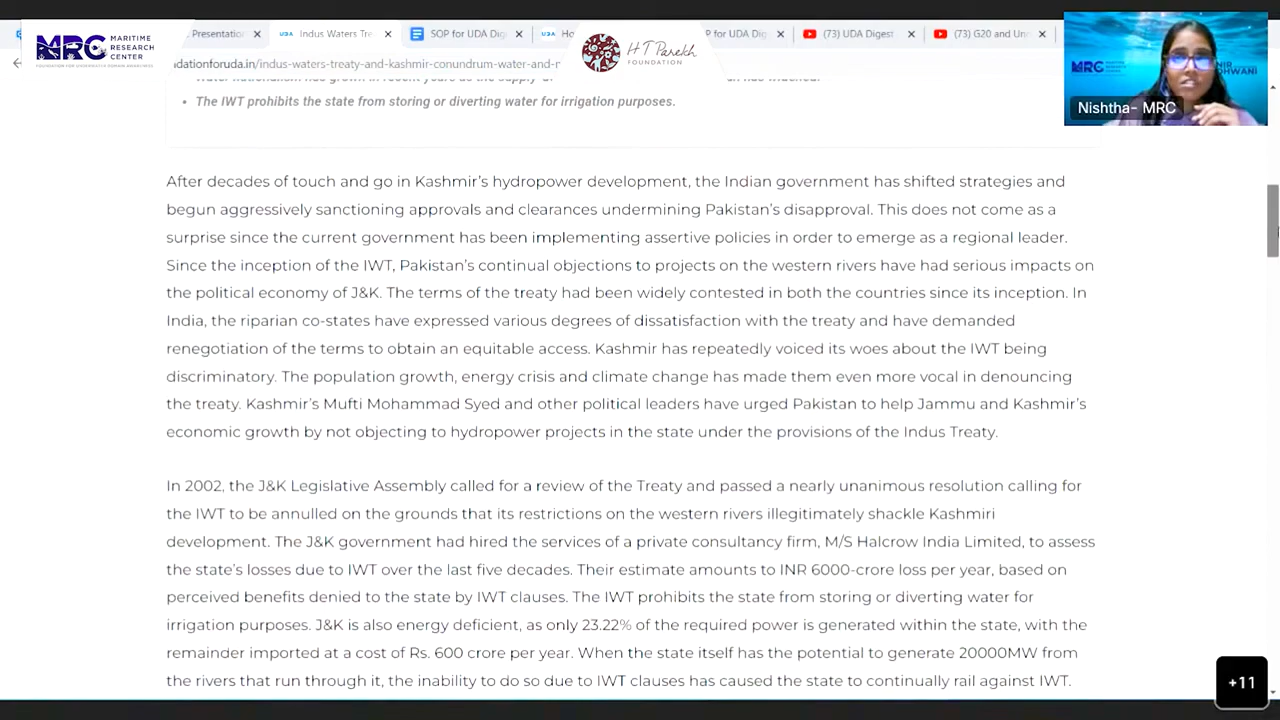 Presentation
UDA Indus Waters Tre
SOP for UDA Dig
UDA Ho
P for UDA Dig
(73) UDA Digest
(73) G20 and Un
MRC MARITIME RESEARCH CENTER
FOUNDATION FOR UNDERWATER DOMAIN AWARENESS
HT Parekh
FOUNDATION
ndationforuda.in/indus-waters-treaty-and-kashmir-conundrum-water-and-n
MRC
DHWANI
Nishtha- MRC
• The IWT prohibits the state from storing or diverting water for irrigation purposes.
After decades of touch and go in Kashmir's hydropower development, the Indian government has shifted strategies and
begun aggressively sanctioning approvals and clearances undermining Pakistan's disapproval. This does not come as a
surprise since the current government has been implementing assertive policies in order to emerge as a regional leader.
Since the inception of the IWT, Pakistan's continual objections to projects on the western rivers have had serious impacts on
the political economy of J&K. The terms of the treaty had been widely contested in both the countries since its inception. In
India, the riparian co-states have expressed various degrees of dissatisfaction with the treaty and have demanded
renegotiation of the terms to obtain an equitable access. Kashmir has repeatedly voiced its woes about the IWT being
discriminatory. The population growth, energy crisis and climate change has made them even more vocal in denouncing
the treaty. Kashmir's Mufti Mohammad Syed and other political leaders have urged Pakistan to help Jammu and Kashmir's
economic growth by not objecting to hydropower projects in the state under the provisions of the Indus Treaty.
In 2002, the J&K Legislative Assembly called for a review of the Treaty and passed a nearly unanimous resolution calling for
the IWT to be annulled on the grounds that its restrictions on the western rivers illegitimately shackle Kashmiri
development. The J&K government had hired the services of a private consultancy firm, M/S Halcrow India Limited, to assess
the state's losses due to IWT over the last five decades. Their estimate amounts to INR 6000-crore loss per year, based on
perceived benefits denied to the state by IWT clauses. The IWT prohibits the state from storing or diverting water for
irrigation purposes. J&K is also energy deficient, as only 23.22% of the required power is generated within the state, with the
remainder imported at a cost of Rs. 600 crore per year. When the state itself has the potential to generate 20000MW from
the rivers that run through it, the inability to do so due to IWT clauses has caused the state to continually rail against IWT.
+11